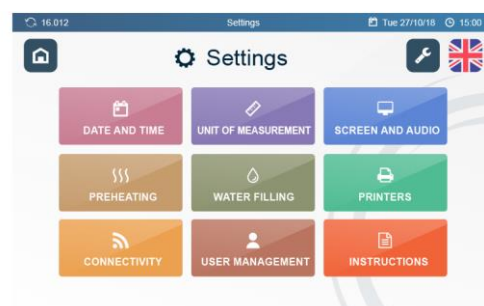 16.012 Settings Tue 27/10/18 15:00
Settings
DATE AND TIME UNIT OF MEASUREMENT SCREEN AND AUDIO
PREHEATING WATER FILLING PRINTERS
CONNECTIVITY USER MANAGEMENT INSTRUCTIONS